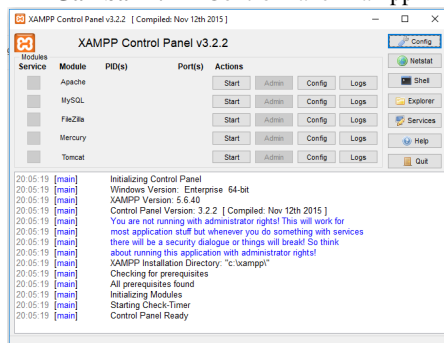 XAMPP Control Panel v3.2.2 [ Compiled: Nov 12th 2015 ]
XAMPP Control Panel v3.2.2
Config
Modules
Service Module PID(s) Port(s) Actions
Netstat
Apache Start Admin Config Logs
Shell
MySQL Start Admin Config Logs
Explorer
FileZilla Start Admin Config Logs
Services
Mercury Start Admin Config Logs
Help
Tomcat Start Admin Config Logs
Quit
20:05:19 [main] Initializing Control Panel
20:05:19 [main] Windows Version: Enterprise 64-bit
20:05:19 [main] XAMPP Version: 5.6.40
20:05:19 [main] Control Panel Version: 3.2.2 [ Compiled: Nov 12th 2015 ]
20:05:19 [main] You are not running with administrator rights! This will work for
20:05:19 [main] most application stuff but whenever you do something with services
20:05:19 [main] there will be a security dialogue or things will break! So think
20:05:19 [main] about running this application with administrator rights!
20:05:19 [main] XAMPP Installation Directory: "c:\xampp\"
20:05:19 [main] Checking for prerequisites
20:05:19 [main] All prerequisites found
20:05:19 [main] Initializing Modules
20:05:19 [main] Starting Check-Timer
20:05:19 [main] Control Panel Ready